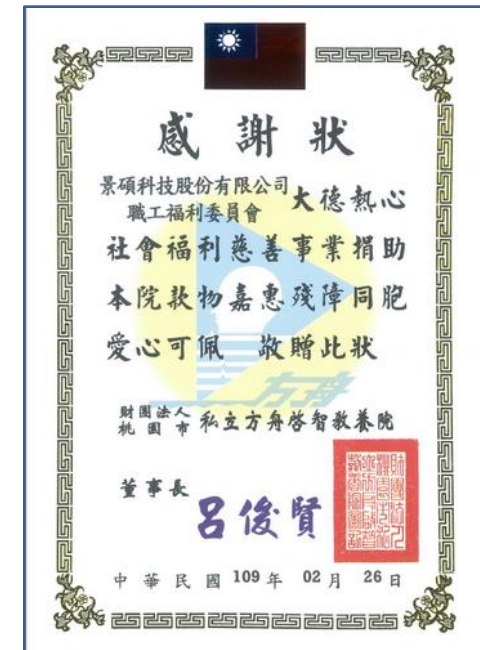 感謝狀
景碩科技股份有限公司
職工福利委員會 大德熱心
社會福利慈善事業捐助
本院款物嘉惠殘障同胞
愛心可佩 敬贈此狀
方舟
財團法人
桃園市 私立方舟啓智教養院
董事長
呂俊賢
中華民國 109 年 02 月 26 日